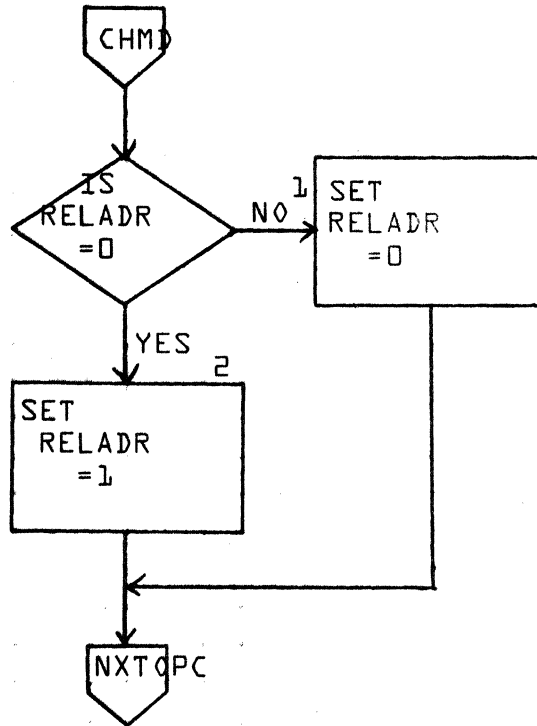 CHMD
IS
RELADR
=0
NO
1
SET
RELADR
=0
YES
2
SET
RELADR
=1
NXTOPC